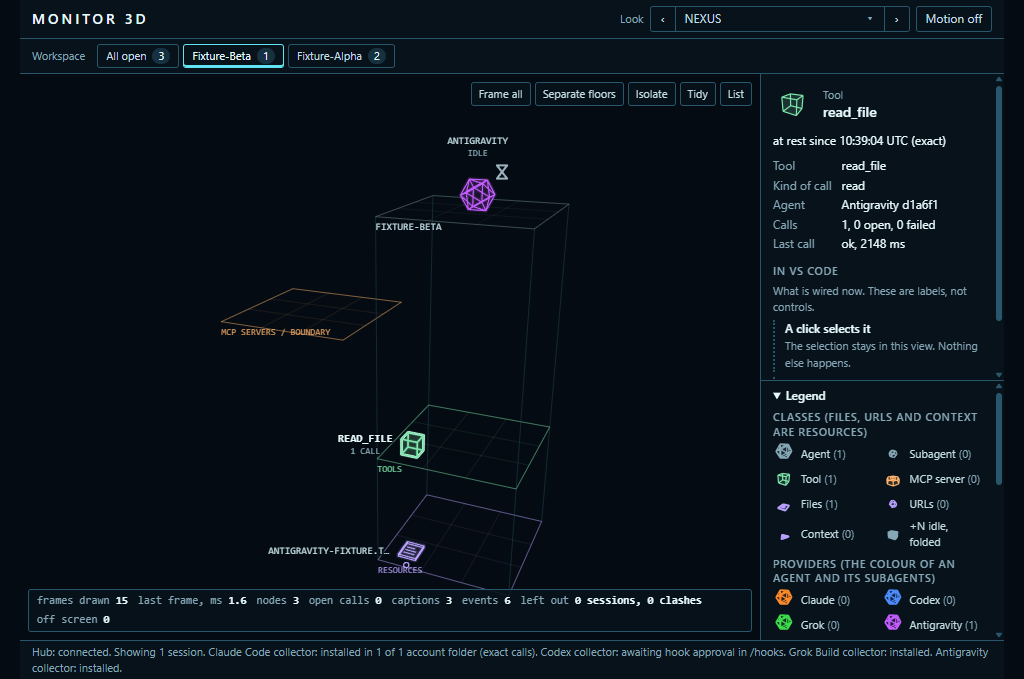 MONITOR 3D
Look ‹ NEXUS › Motion off
Workspace All open 3 Fixture-Beta 1 Fixture-Alpha 2
Frame all Separate floors Isolate Tidy List
ANTIGRAVITY
IDLE
FIXTURE-BETA
MCP SERVERS / BOUNDARY
READ_FILE
1 CALL
TOOLS
ANTIGRAVITY-FIXTURE.T…
RESOURCES
frames drawn 15 last frame, ms 1.6 nodes 3 open calls 0 captions 3 events 6 left out 0 sessions, 0 clashes
off screen 0
Tool
read_file
at rest since 10:39:04 UTC (exact)
Tool read_file
Kind of call read
Agent Antigravity d1a6f1
Calls 1, 0 open, 0 failed
Last call ok, 2148 ms
IN VS CODE
What is wired now. These are labels, not
controls.
A click selects it
The selection stays in this view. Nothing
else happens.
▼ Legend
CLASSES (FILES, URLS AND CONTEXT
ARE RESOURCES)
Agent (1) Subagent (0)
Tool (1) MCP server (0)
Files (1) URLs (0)
Context (0) +N idle,
folded
PROVIDERS (THE COLOUR OF AN
AGENT AND ITS SUBAGENTS)
Claude (0) Codex (0)
Grok (0) Antigravity (1)
Hub: connected. Showing 1 session. Claude Code collector: installed in 1 of 1 account folder (exact calls). Codex collector: awaiting hook approval in /hooks. Grok Build collector: installed. Antigravity
collector: installed.